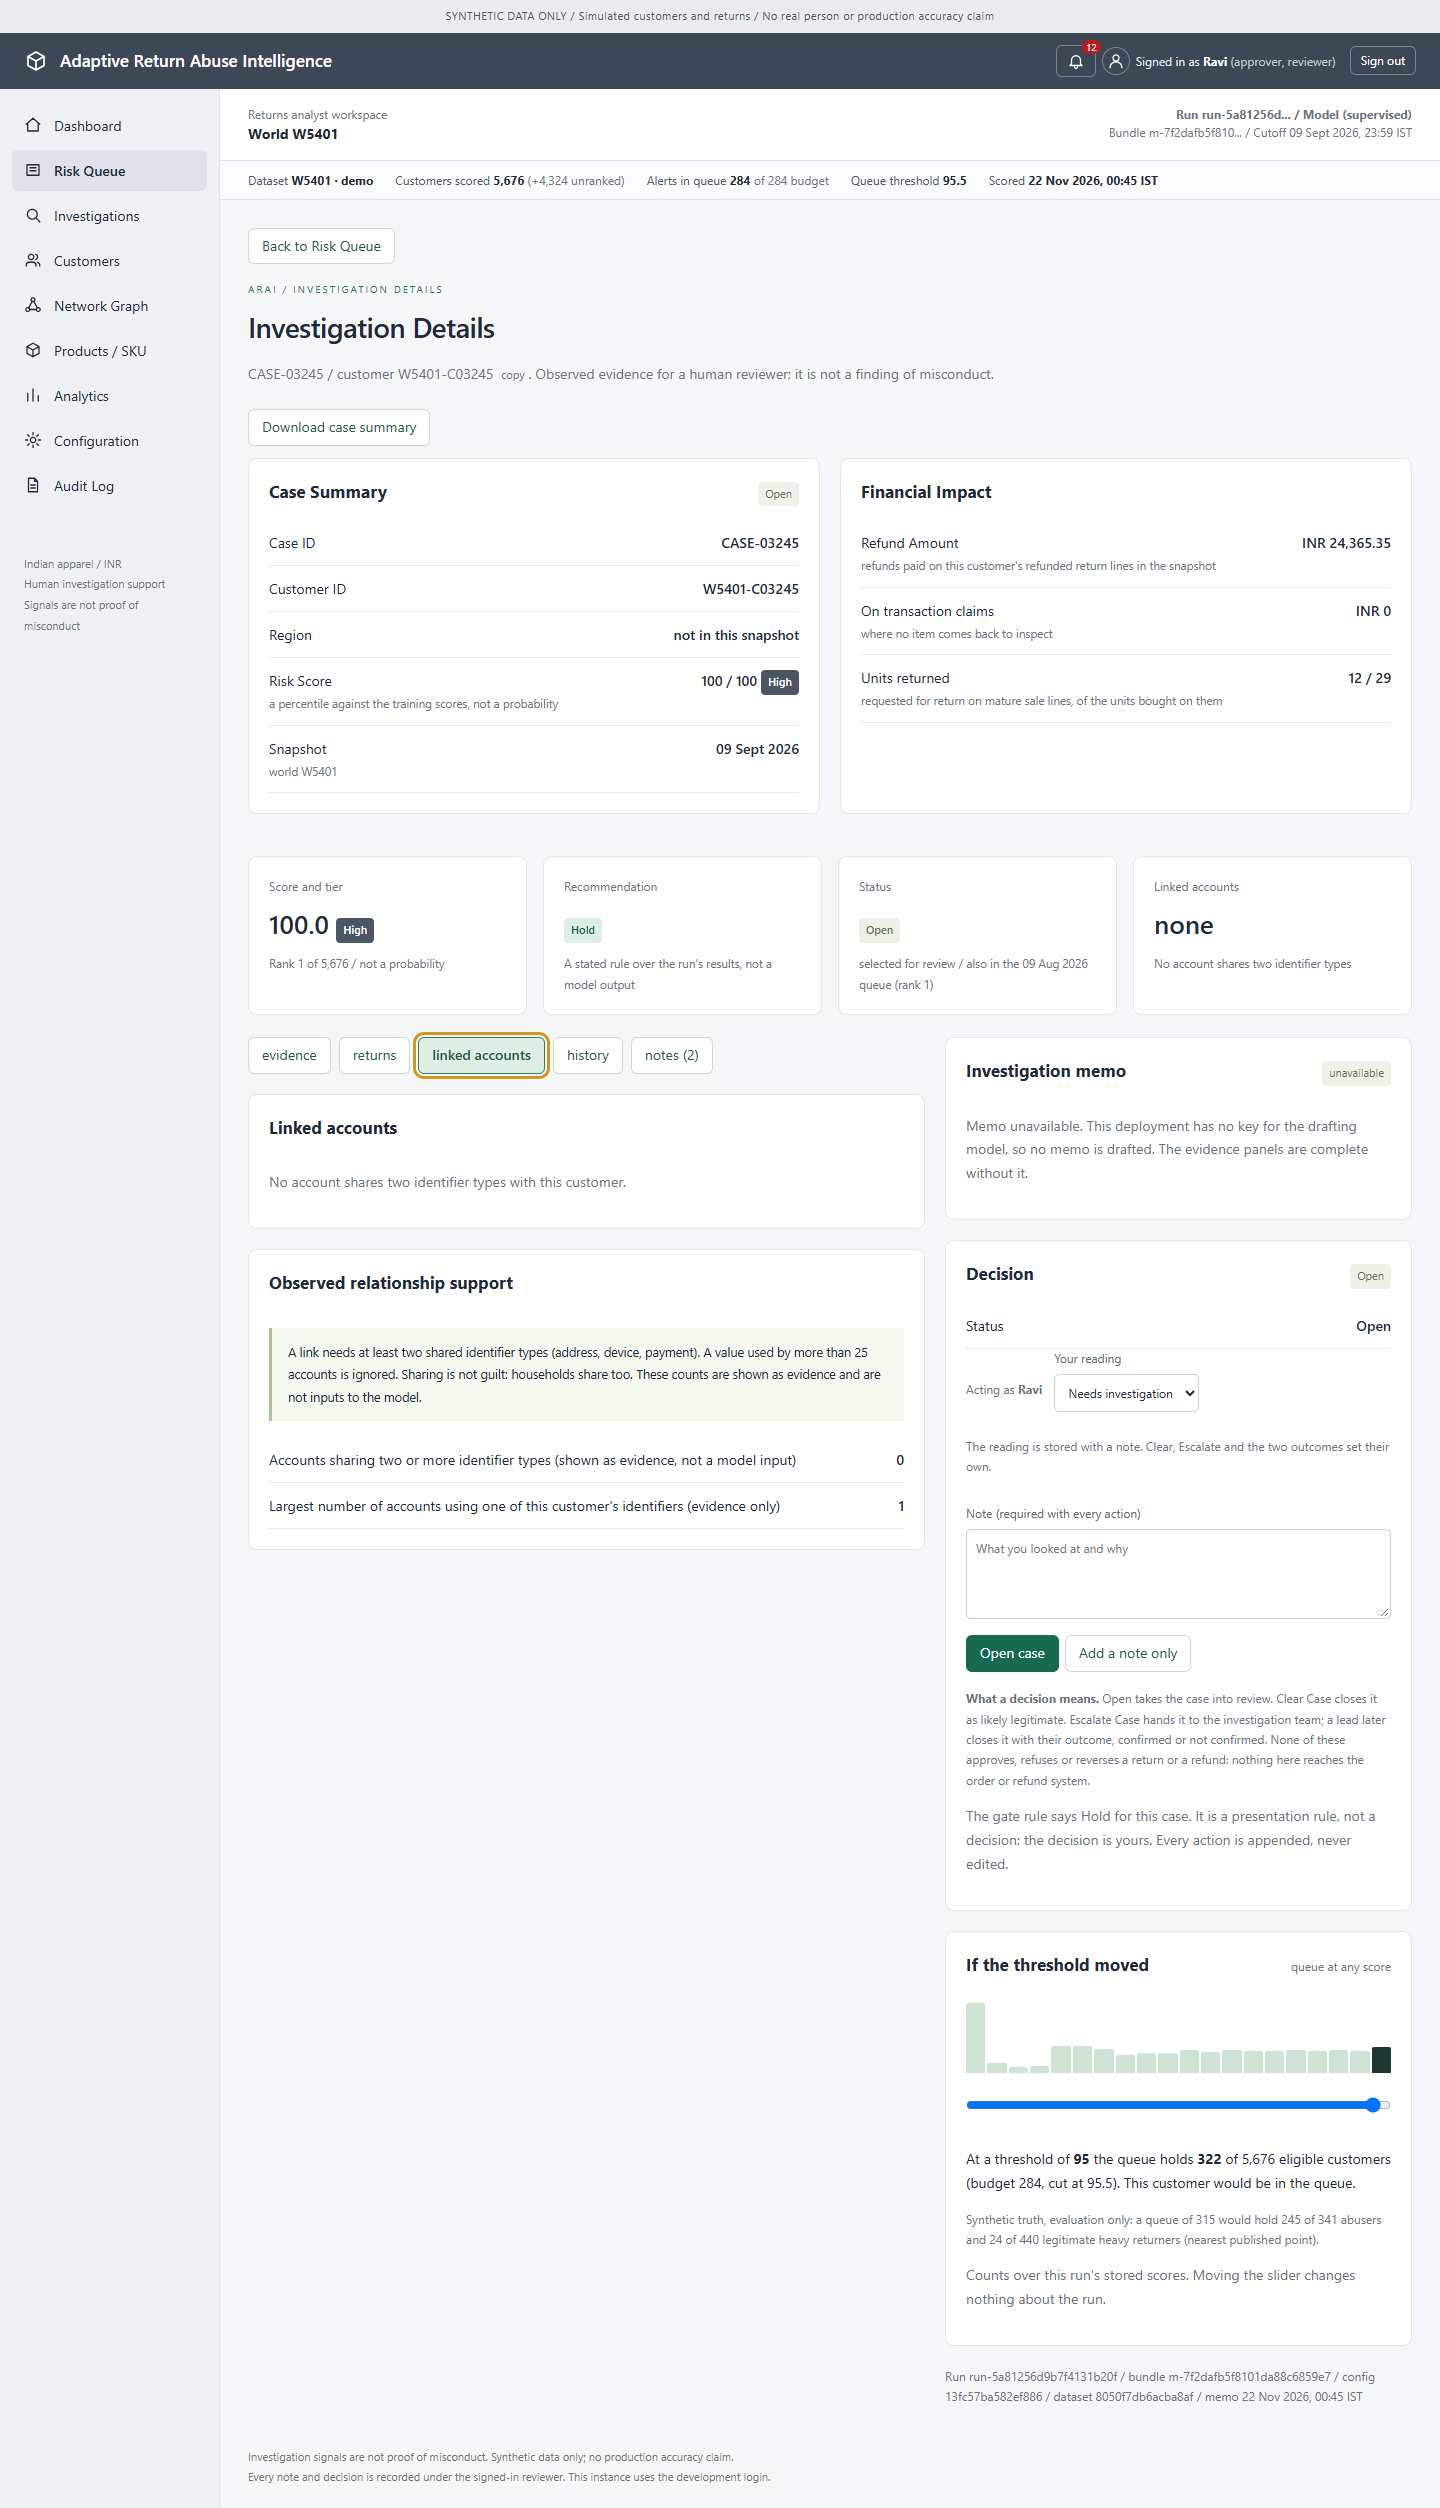 SYNTHETIC DATA ONLY / Simulated customers and returns / No real person or production accuracy claim
Adaptive Return Abuse Intelligence
12
Signed in as Ravi (approver, reviewer)
Sign out
Dashboard
Risk Queue
Investigations
Customers
Network Graph
Products / SKU
Analytics
Configuration
Audit Log
Indian apparel / INR
Human investigation support
Signals are not proof of
misconduct
Returns analyst workspace
World W5401
Run run-5a81256d... / Model (supervised)
Bundle m-7f2dafb5f810... / Cutoff 09 Sept 2026, 23:59 IST
Dataset W5401 · demo Customers scored 5,676 (+4,324 unranked) Alerts in queue 284 of 284 budget Queue threshold 95.5 Scored 22 Nov 2026, 00:45 IST
Back to Risk Queue
ARAI / INVESTIGATION DETAILS
Investigation Details
CASE-03245 / customer W5401-C03245 copy . Observed evidence for a human reviewer; it is not a finding of misconduct.
Download case summary
Case Summary
Open
Case ID CASE-03245
Customer ID W5401-C03245
Region not in this snapshot
Risk Score 100 / 100 High
a percentile against the training scores, not a probability
Snapshot 09 Sept 2026
world W5401
Financial Impact
Refund Amount INR 24,365.35
refunds paid on this customer's refunded return lines in the snapshot
On transaction claims INR 0
where no item comes back to inspect
Units returned 12 / 29
requested for return on mature sale lines, of the units bought on them
Score and tier
100.0 High
Rank 1 of 5,676 / not a probability
Recommendation
Hold
A stated rule over the run's results, not a
model output
Status
Open
selected for review / also in the 09 Aug 2026
queue (rank 1)
Linked accounts
none
No account shares two identifier types
evidence
returns
linked accounts
history
notes (2)
Linked accounts
No account shares two identifier types with this customer.
Observed relationship support
A link needs at least two shared identifier types (address, device, payment). A value used by more than 25
accounts is ignored. Sharing is not guilt: households share too. These counts are shown as evidence and are
not inputs to the model.
Accounts sharing two or more identifier types (shown as evidence, not a model input) 0
Largest number of accounts using one of this customer's identifiers (evidence only) 1
Investigation memo
unavailable
Memo unavailable. This deployment has no key for the drafting
model, so no memo is drafted. The evidence panels are complete
without it.
Decision
Open
Status Open
Your reading
Acting as Ravi
Needs investigation
The reading is stored with a note. Clear, Escalate and the two outcomes set their
own.
Note (required with every action)
What you looked at and why
Open case
Add a note only
What a decision means. Open takes the case into review. Clear Case closes it
as likely legitimate. Escalate Case hands it to the investigation team; a lead later
closes it with their outcome, confirmed or not confirmed. None of these
approves, refuses or reverses a return or a refund: nothing here reaches the
order or refund system.
The gate rule says Hold for this case. It is a presentation rule, not a
decision; the decision is yours. Every action is appended, never
edited.
If the threshold moved
queue at any score
At a threshold of 95 the queue holds 322 of 5,676 eligible customers
(budget 284, cut at 95.5). This customer would be in the queue.
Synthetic truth, evaluation only: a queue of 315 would hold 245 of 341 abusers
and 24 of 440 legitimate heavy returners (nearest published point).
Counts over this run's stored scores. Moving the slider changes
nothing about the run.
Run run-5a81256d9b7f4131b20f / bundle m-7f2dafb5f8101da88c6859e7 / config
13fc57ba582ef886 / dataset 8050f7db6acba8af / memo 22 Nov 2026, 00:45 IST
Investigation signals are not proof of misconduct. Synthetic data only; no production accuracy claim.
Every note and decision is recorded under the signed-in reviewer. This instance uses the development login.